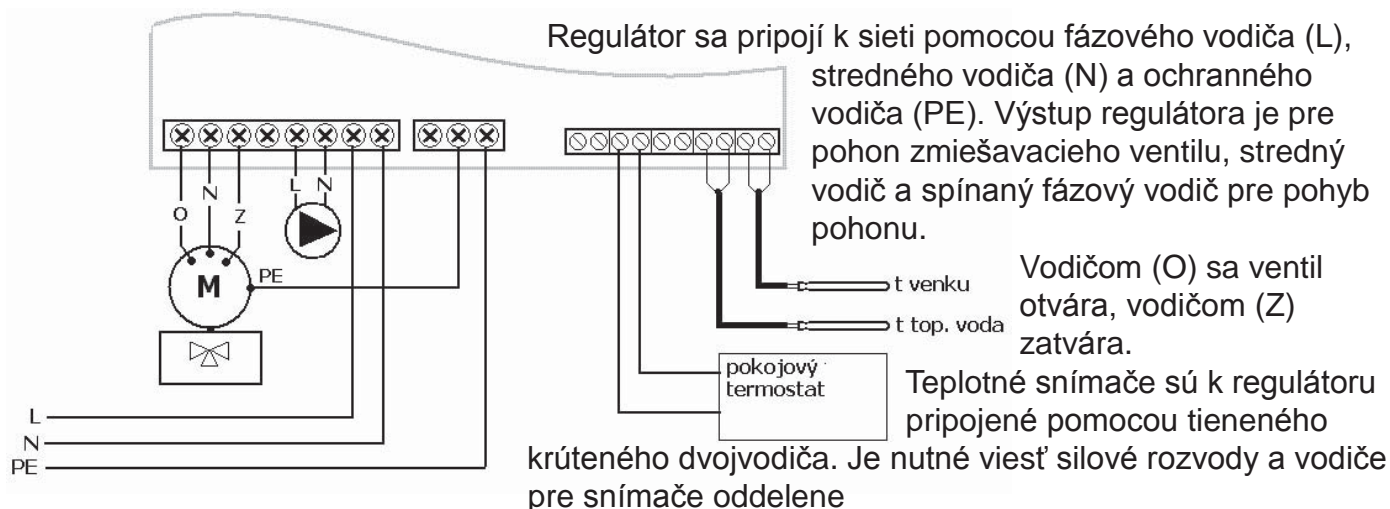 Regulátor sa pripojí k sieti pomocou fázového vodiča (L),
stredného vodiča (N) a ochranného
vodiča (PE). Výstup regulátora je pre
pohon zmiešavacieho ventilu, stredný
vodič a spínaný fázový vodič pre pohyb
pohonu.
Vodičom (O) sa ventil
otvára, vodičom (Z)
zatvára.
Teplotné snímače sú k regulátoru
pripojené pomocou tieneného
krúteného dvojvodiča. Je nutné viesť silové rozvody a vodiče
pre snímače oddelene
O
N
Z
L
N
M
PE
t venku
t top. voda
pokojový
termostat
L
N
PE